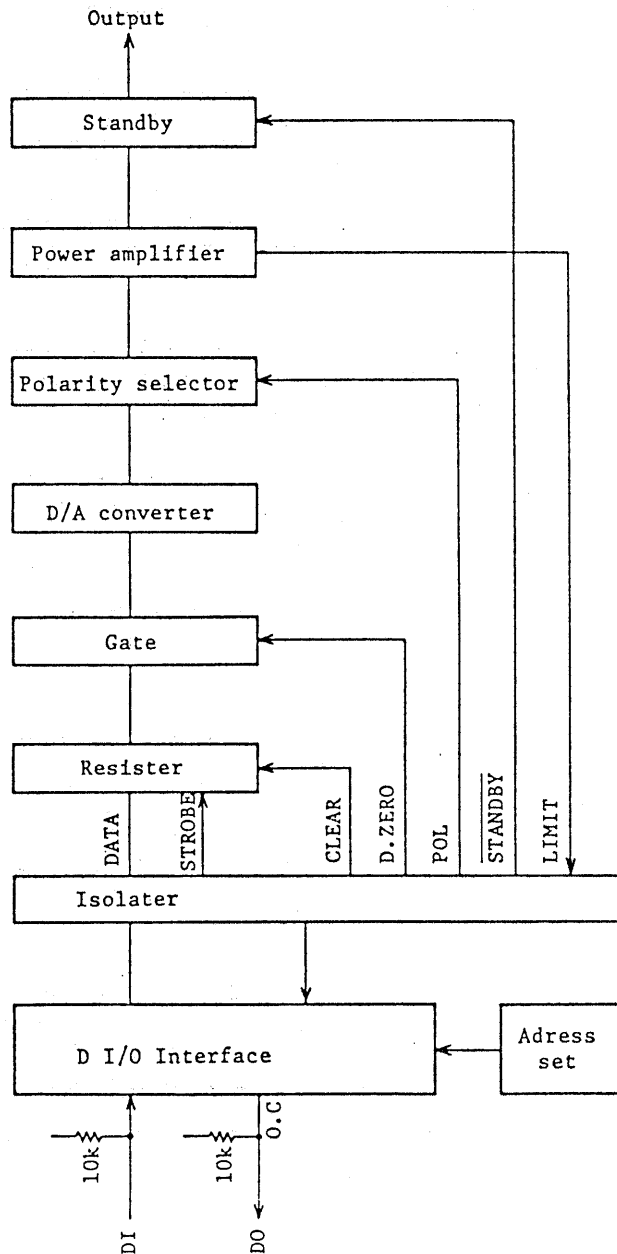 Output
Standby
Power amplifier
Polarity selector
D/A converter
Gate
Resister
DATA
STROBE
CLEAR
D.ZERO
POL
STANDBY
LIMIT
Isolater
D I/O Interface
Adress
set
10k
10k
O.C
DI
DO